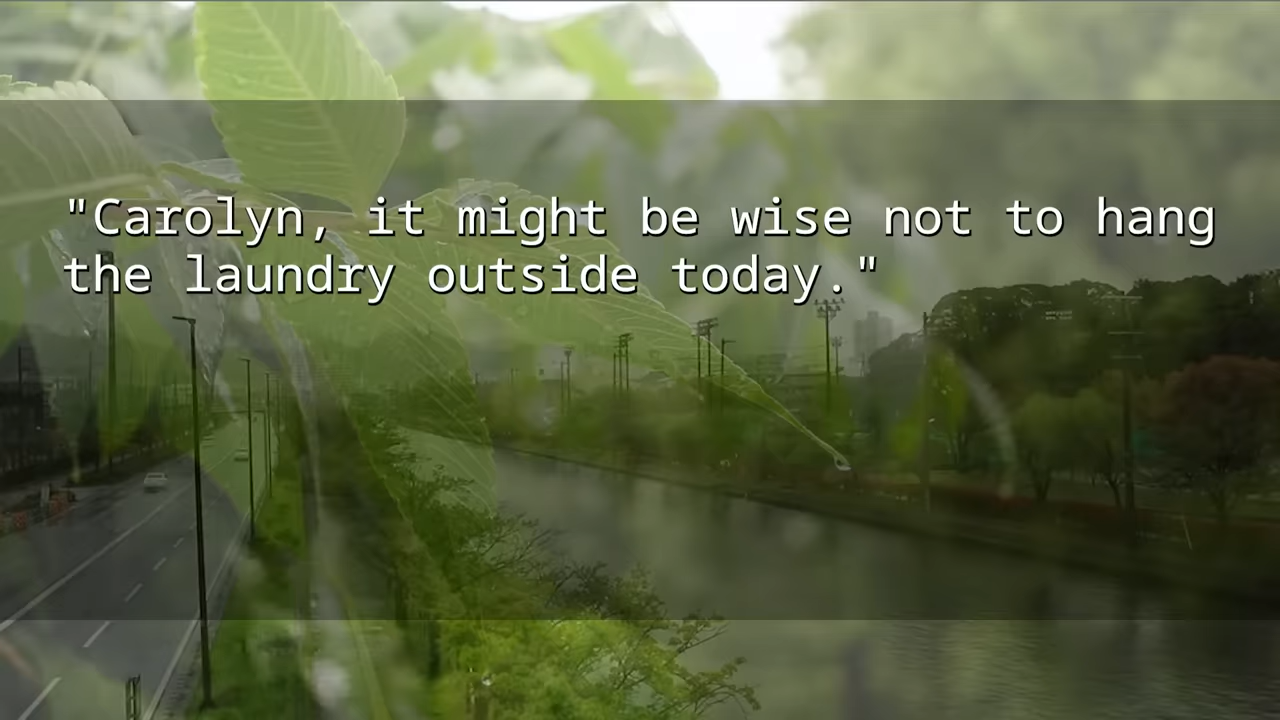 "Carolyn, it might be wise not to hang
the laundry outside today."